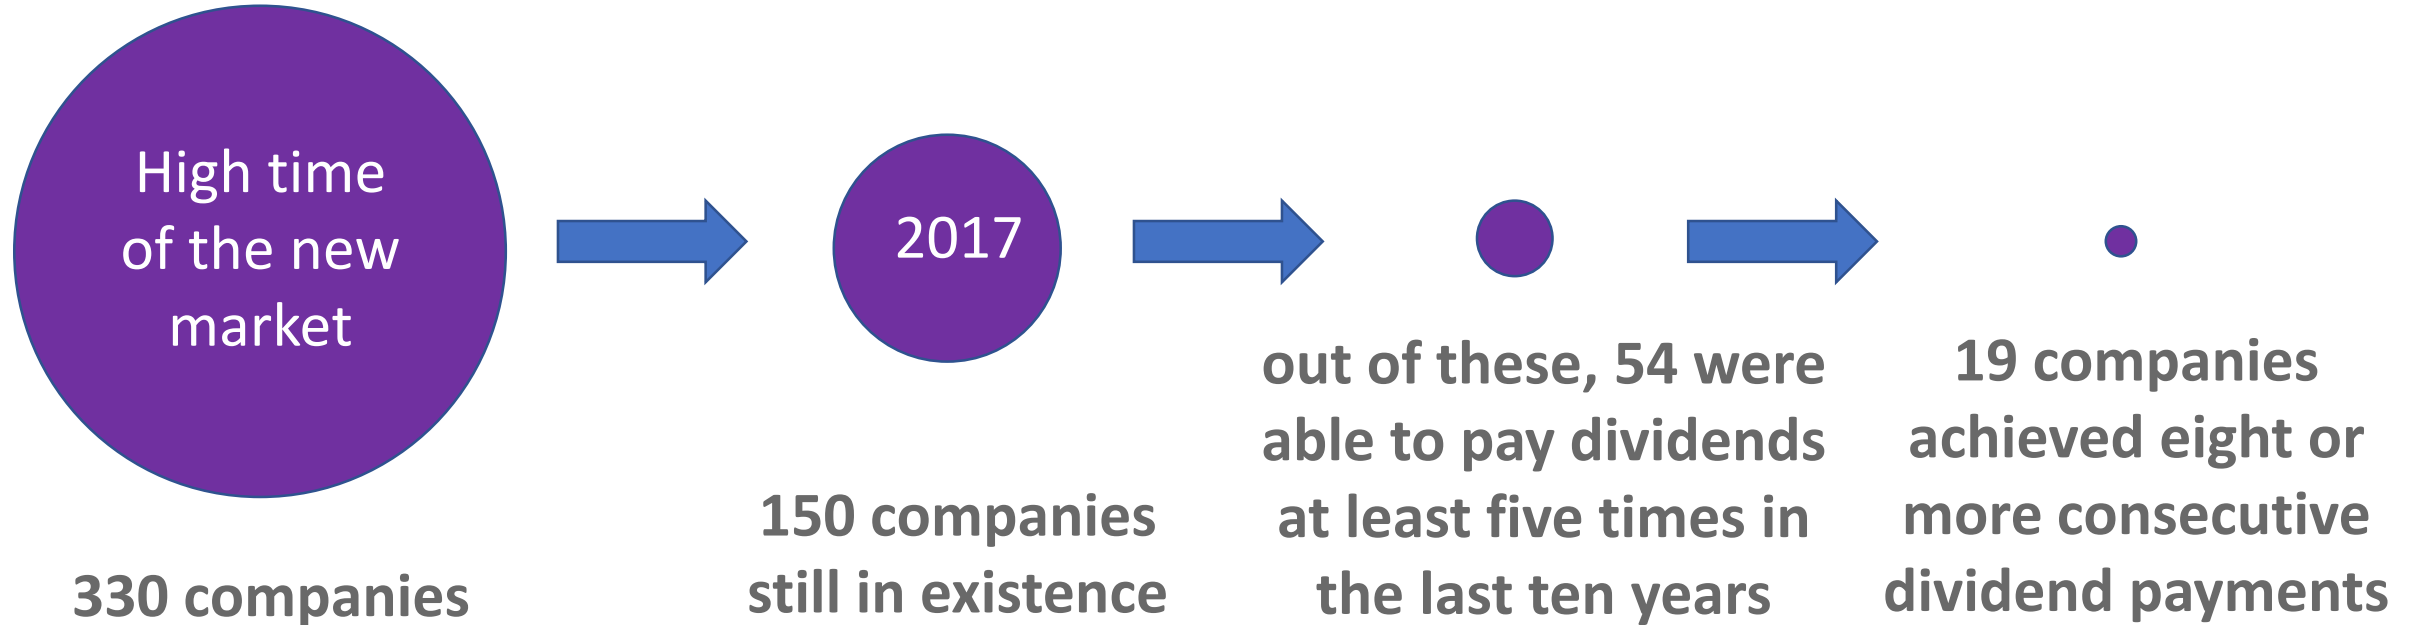 High time
of the new
market
330 companies
2017
150 companies
still in existence
out of these, 54 were
able to pay dividends
at least five times in
the last ten years
19 companies
achieved eight or
more consecutive
dividend payments